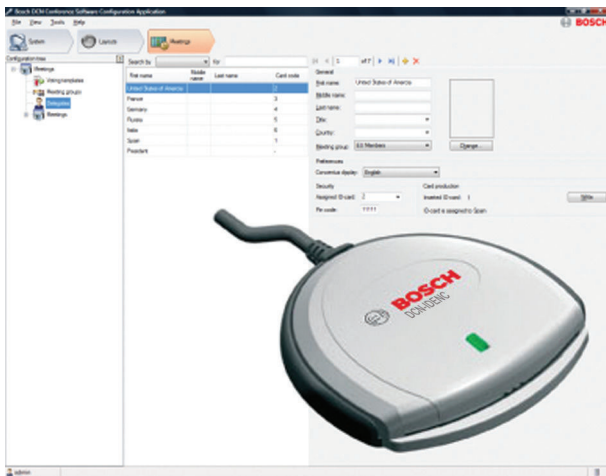 Bosch DCN Conference Software Configuration Application
File View Tools Help
BOSCH
System
Layouts
Meetings
Configuration tree
Search by
for
1 of 7
Meetings
Voting templates
Meeting groups
Delegates
Meetings
First name Middle name Last name Card code
United States of America 2
France 3
Germany 4
Russia 5
Italia 6
Spain 1
President -
General
First name: United States of America
Middle name:
Last name:
Title:
Country:
Meeting group: EU Members
Change...
Preferences
Concentus display: English
Security
Assigned ID-card: 2
Pin code: 11111
Card production
Inserted ID-card: 1
Write
ID-card is assigned to Spain
BOSCH
DCN-IDENC
admin